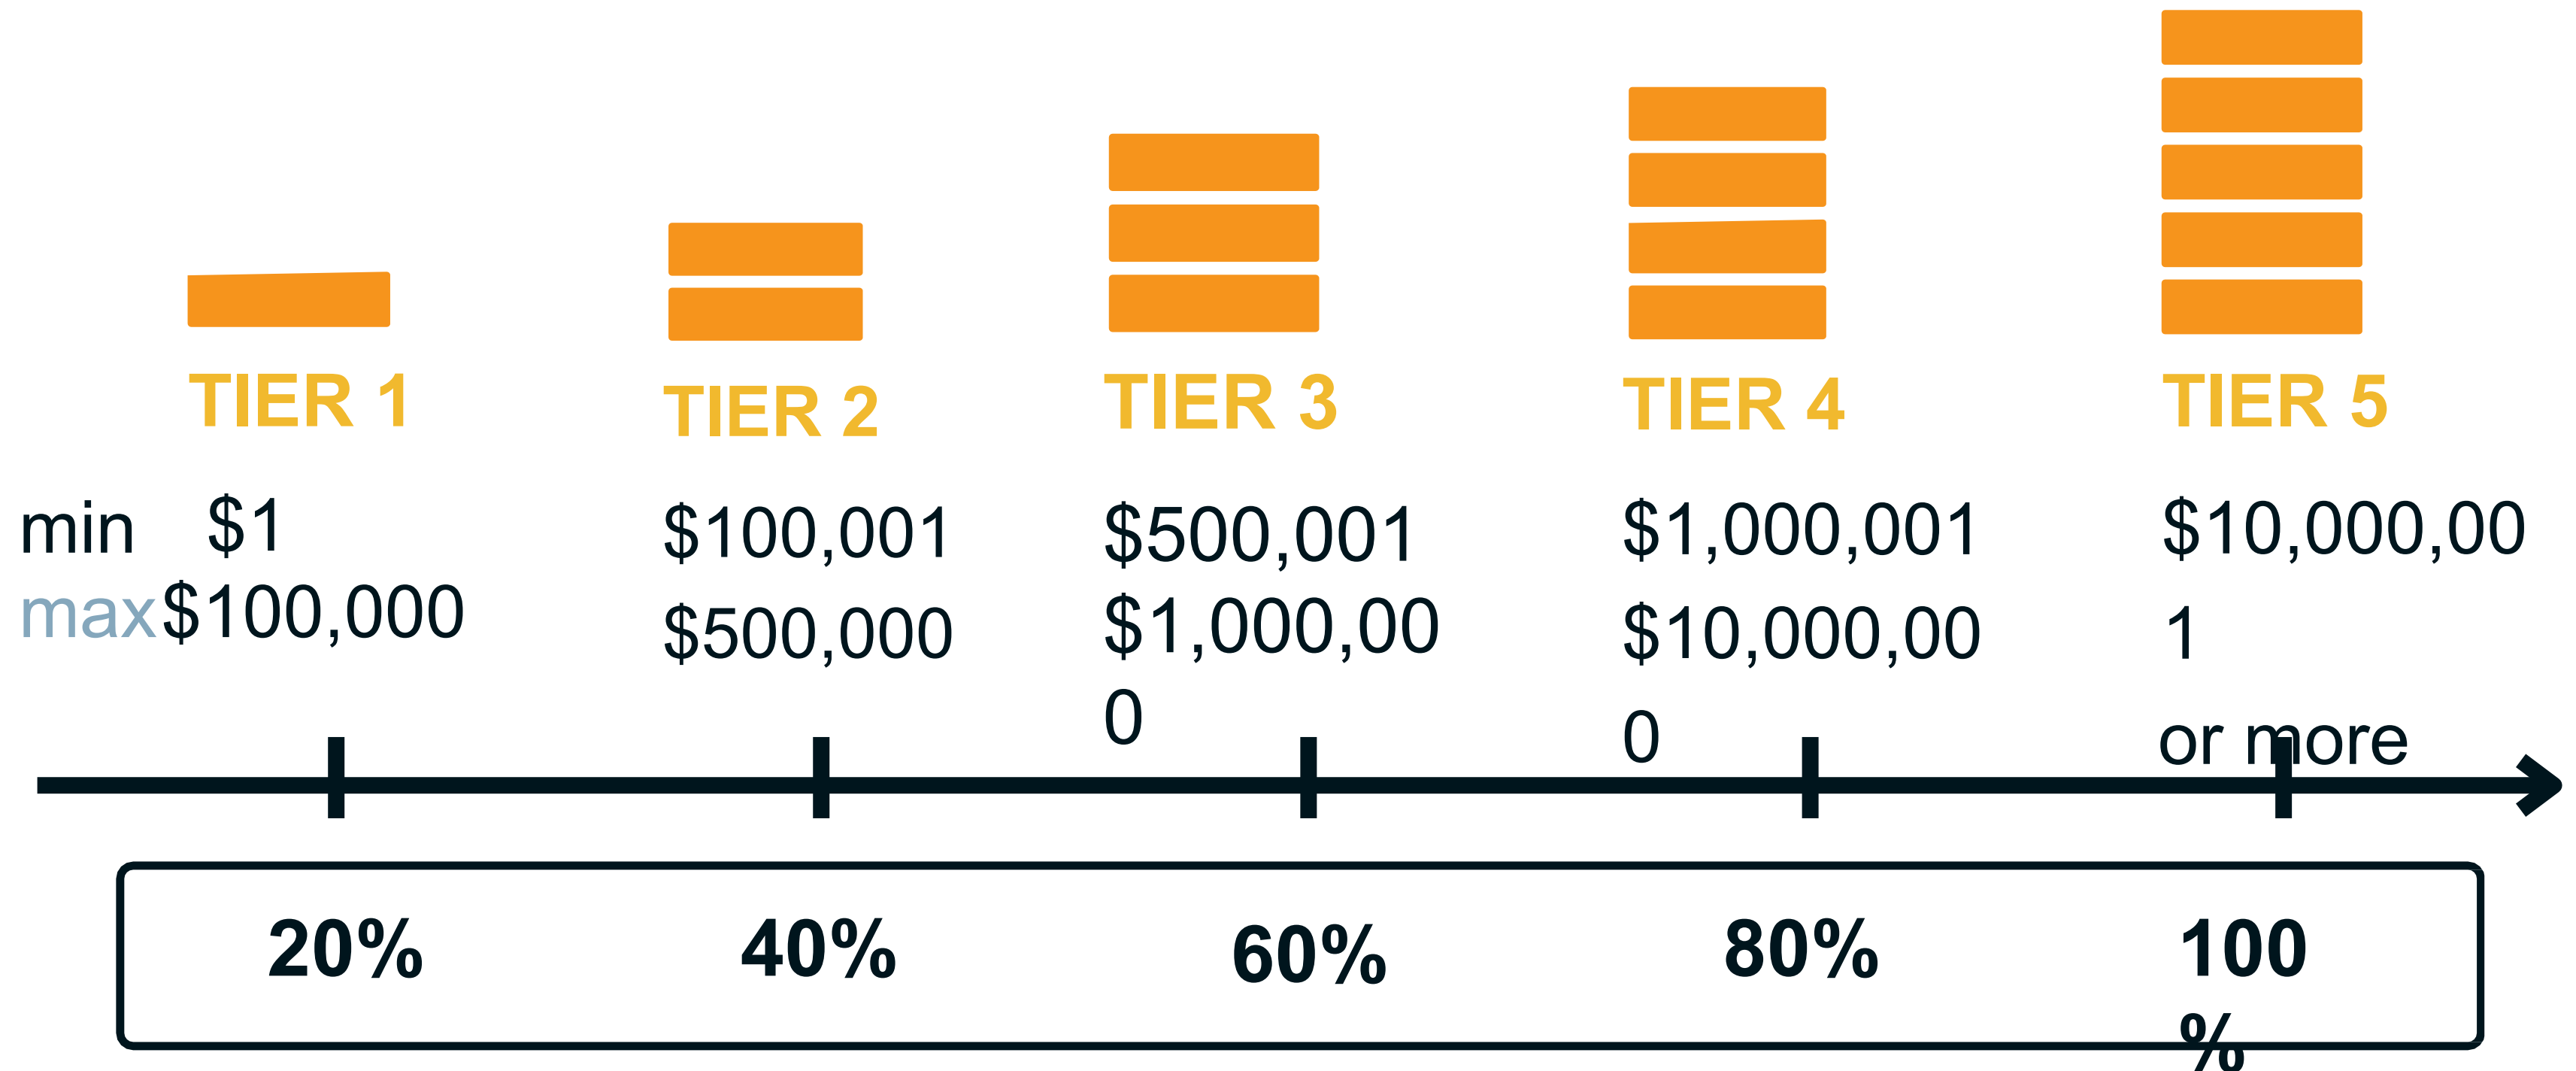 TIER 1
TIER 2
TIER 3
TIER 4
TIER 5
min $1
max $100,000
$100,001
$500,000
$500,001
$1,000,00
0
$1,000,001
$10,000,00
0
$10,000,00
1
or more
20%
40%
60%
80%
100
%